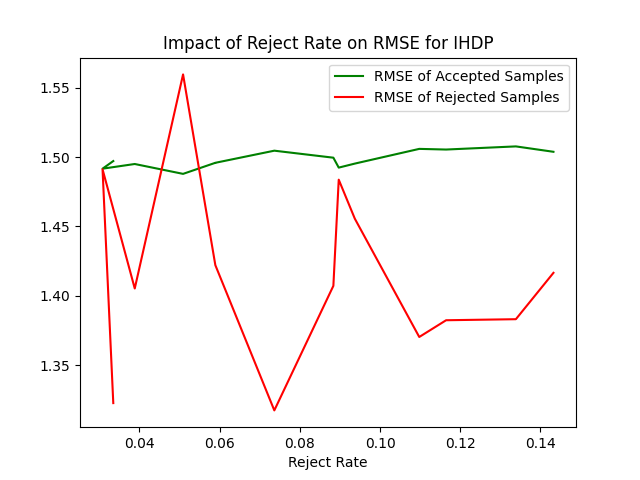 Impact of Reject Rate on RMSE for IHDP
RMSE of Accepted Samples
RMSE of Rejected Samples
1.55
1.50
1.45
1.40
1.35
0.04 0.06 0.08 0.10 0.12 0.14
Reject Rate